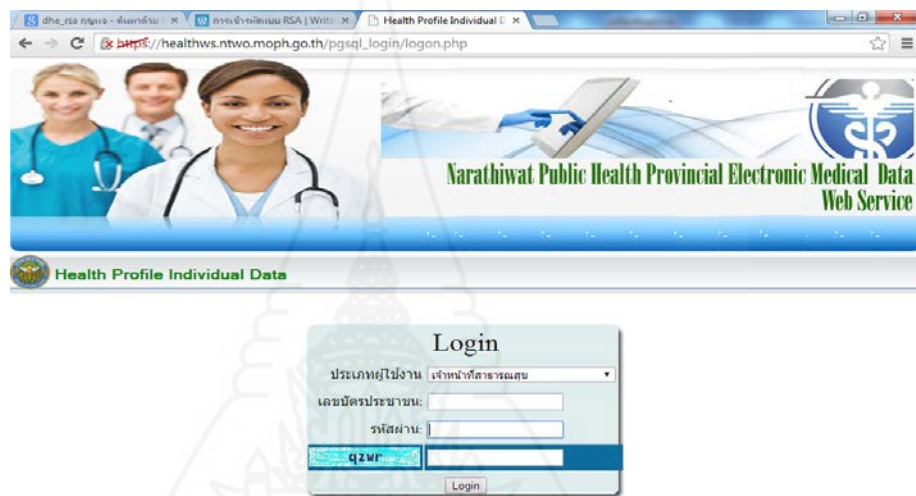 dhe_rsa กุญแจ - ค้นหาด้วย
การเข้ารหัสแบบ RSA | Write
Health Profile Individual D
https://healthws.ntwo.moph.go.th/pgsql_login/logon.php
Narathiwat Public Health Provincial Electronic Medical Data
Web Service
Health Profile Individual Data
Login
ประเภทผู้ใช้งาน เจ้าหน้าที่สาธารณสุข
เลขบัตรประชาชน:
รหัสผ่าน:
qzwr
Login